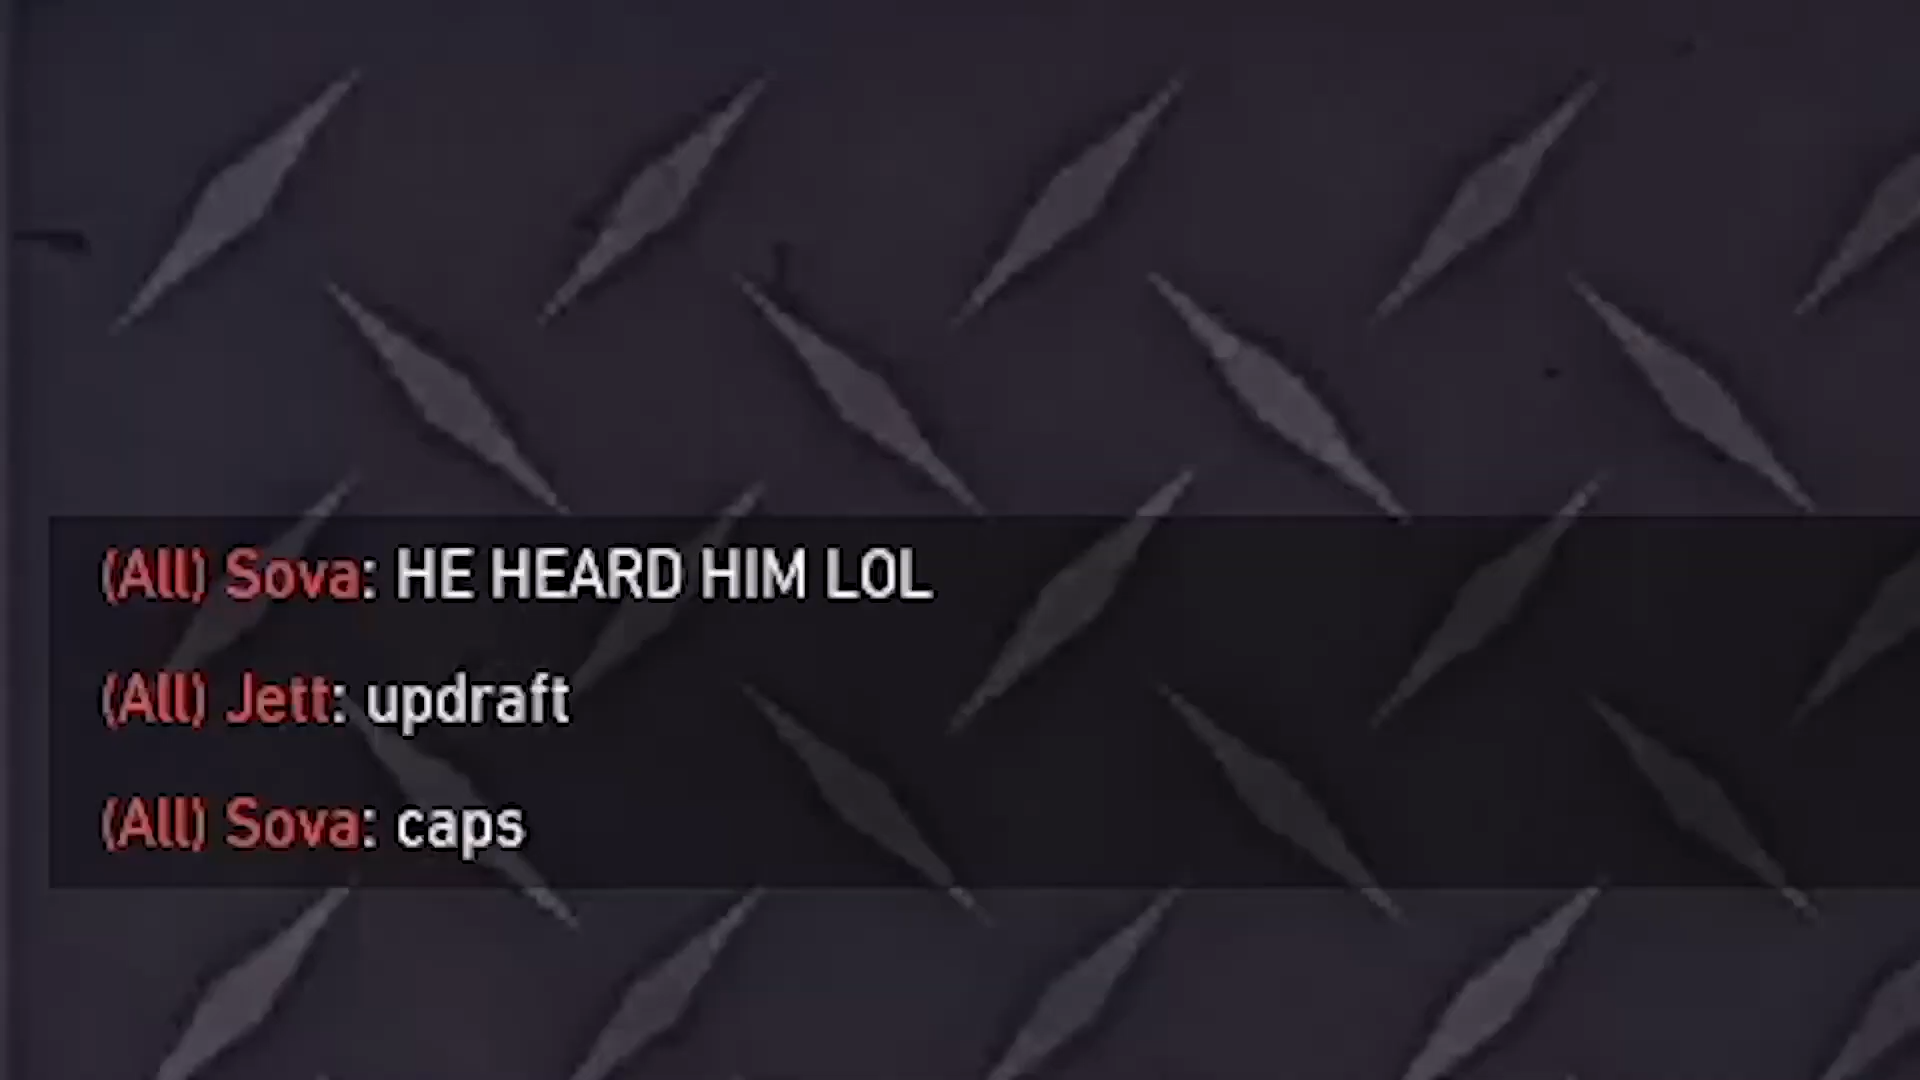 (All) Sova: HE HEARD HIM LOL
(All) Jett: updraft
(All) Sova: caps